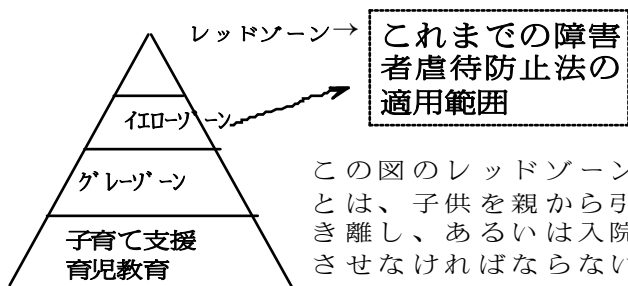 レッドゾーン→
これまでの障害
者虐待防止法の
適用範囲
イエローゾーン
グレーゾーン
子育て支援
育児教育
この図のレッドゾーン
とは、子供を親から引
き離し、あるいは入院
させなければならない